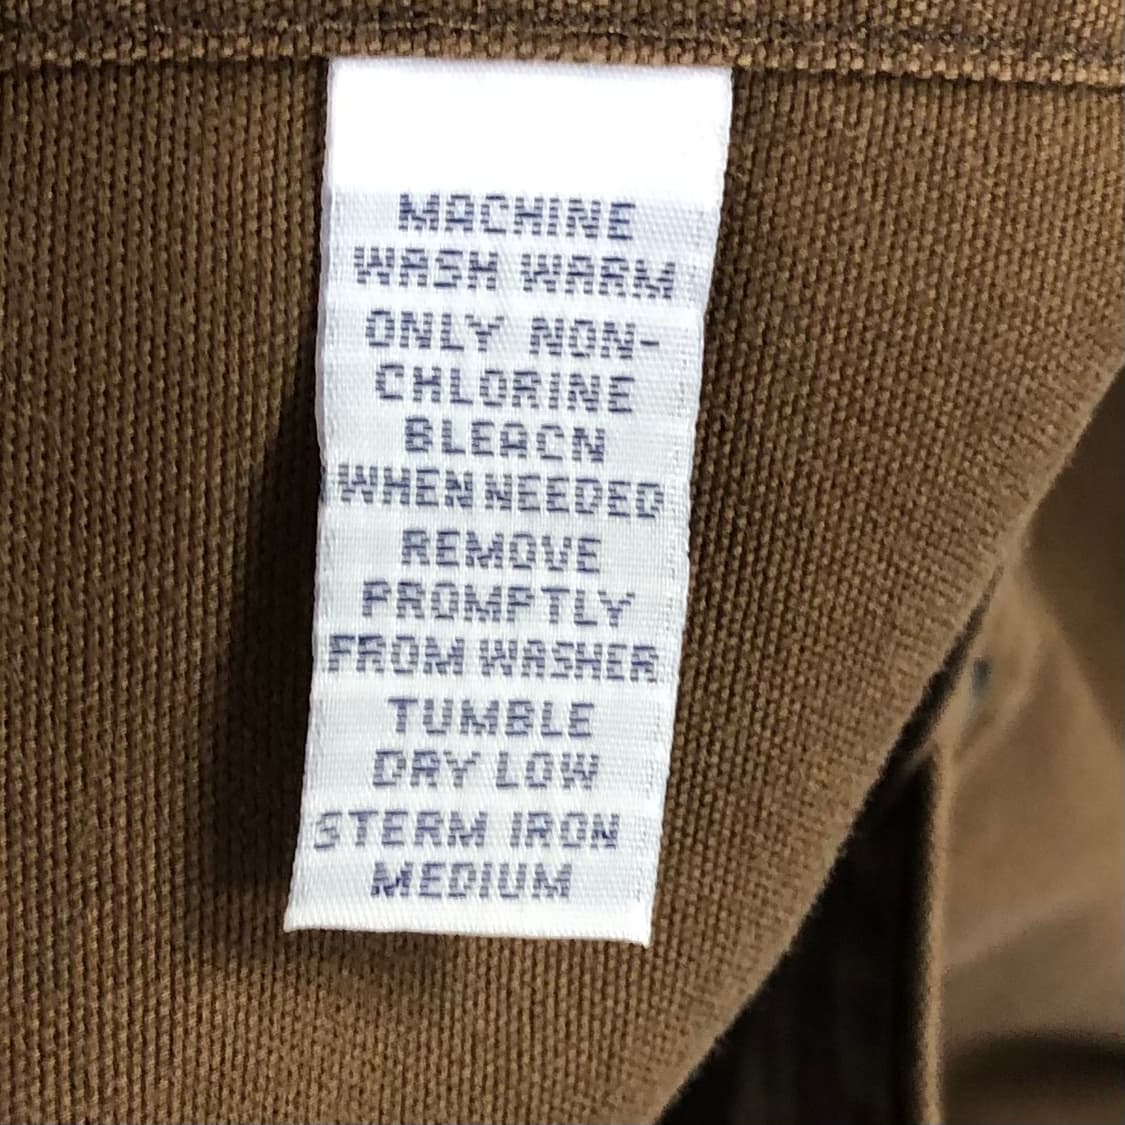 MACHINE
WASH WARM
ONLY NON-
CHLORINE
BLEACN
WHEN NEEDED
REMOVE
PROMPTLY
FROM WASHER
TUMBLE
DRY LOW
STERM IRON
MEDIUM